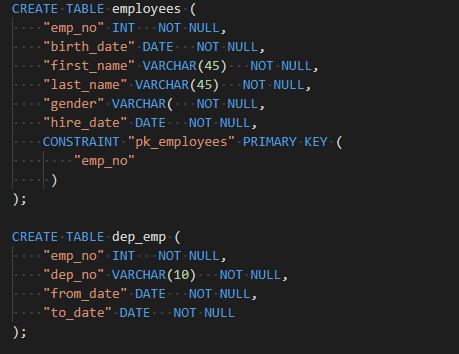 CREATE TABLE employees (
    "emp_no" INT   NOT NULL,
    "birth_date" DATE   NOT NULL,
    "first_name" VARCHAR(45)   NOT NULL,
    "last_name" VARCHAR(45)   NOT NULL,
    "gender" VARCHAR(   NOT NULL,
    "hire_date" DATE   NOT NULL,
    CONSTRAINT "pk_employees" PRIMARY KEY (
        "emp_no"
     )
);

CREATE TABLE dep_emp (
    "emp_no" INT   NOT NULL,
    "dep_no" VARCHAR(10)   NOT NULL,
    "from_date" DATE   NOT NULL,
    "to_date" DATE   NOT NULL
);